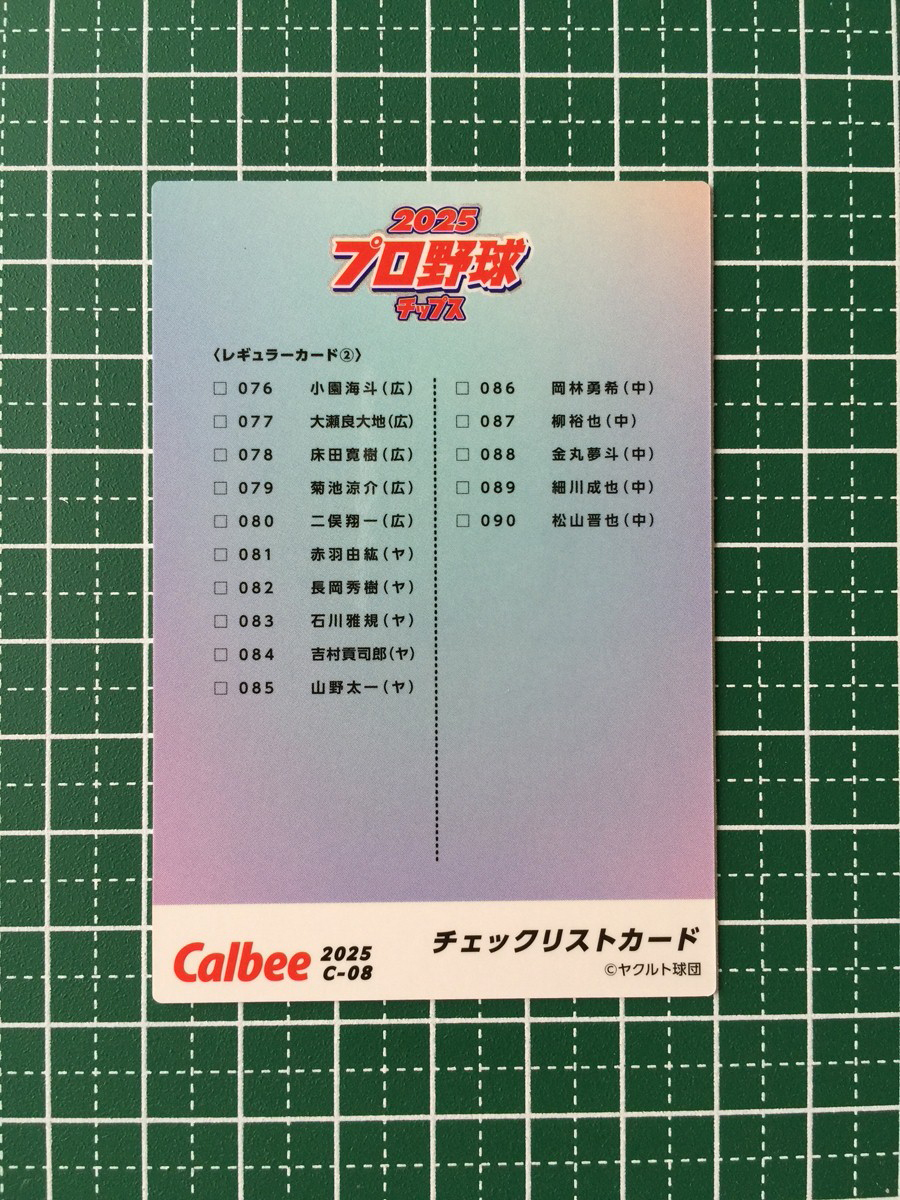 2025
プロ野球
チップス
〈レギュラーカード②〉
□ 076 小園海斗(広)
□ 077 大瀬良大地(広)
□ 078 床田寛樹(広)
□ 079 菊池涼介(広)
□ 080 二俣翔一(広)
□ 081 赤羽由紘(ヤ)
□ 082 長岡秀樹(ヤ)
□ 083 石川雅規(ヤ)
□ 084 吉村貢司郎(ヤ)
□ 085 山野太一(ヤ)
□ 086 岡林勇希(中)
□ 087 柳裕也(中)
□ 088 金丸夢斗(中)
□ 089 細川成也(中)
□ 090 松山晋也(中)
Calbee 2025
C-08
チェックリストカード
©ヤクルト球団